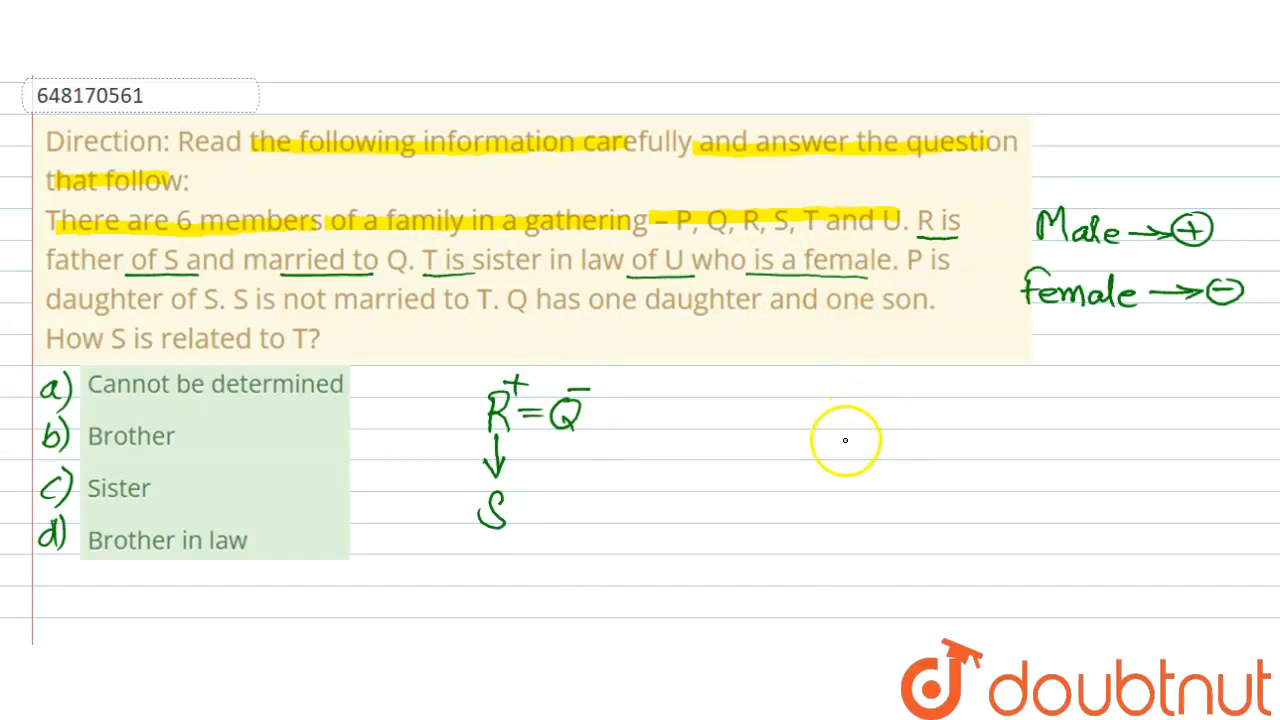 648170561
Direction: Read the following information carefully and answer the question
that follow:
There are 6 members of a family in a gathering – P, Q, R, S, T and U. R is
father of S and married to Q. T is sister in law of U who is a female. P is
daughter of S. S is not married to T. Q has one daughter and one son.
How S is related to T?
Male → +
Female → -
a) Cannot be determined
b) Brother
c) Sister
d) Brother in law
R+ = Q-
↓
S
doubtnut